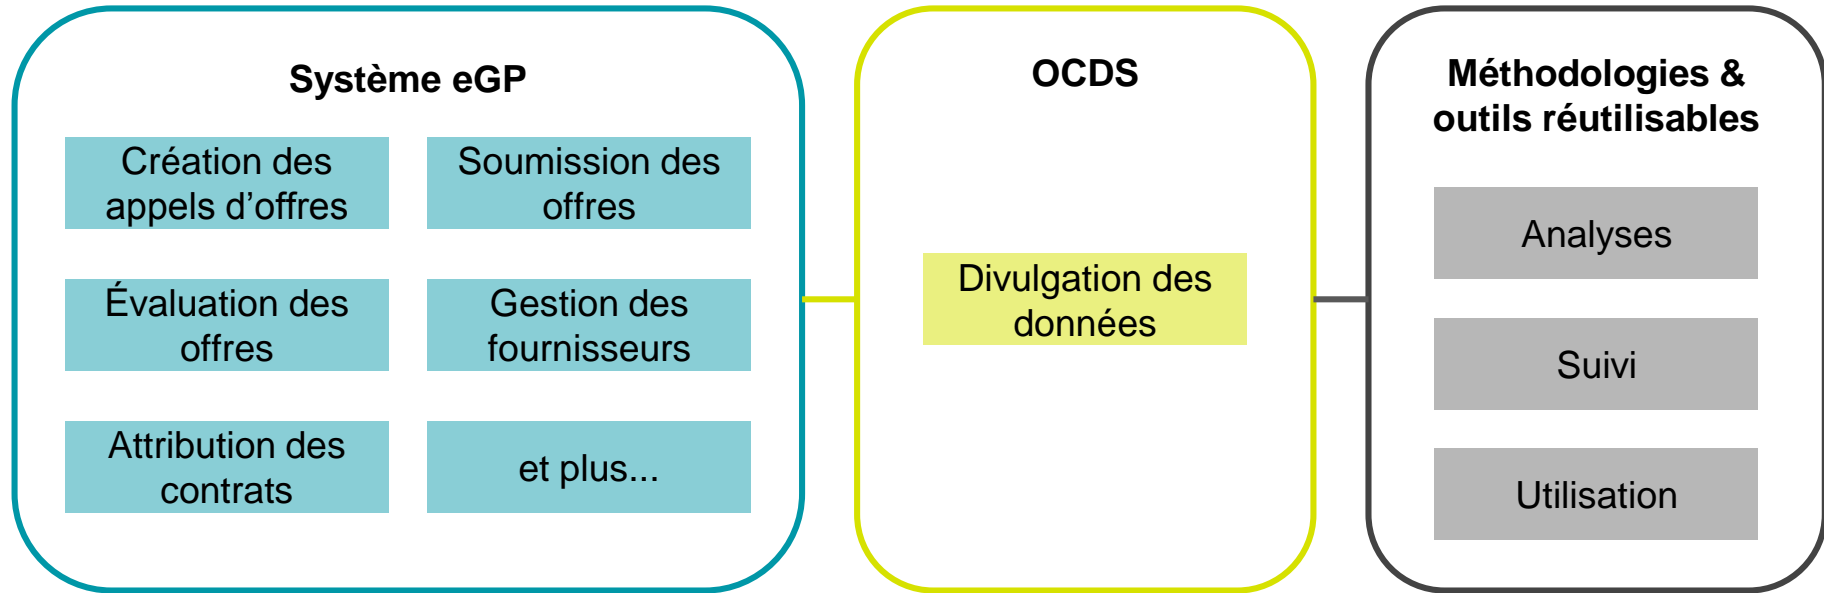 Système eGP
Création des
appels d’offres
Soumission des
offres
Évaluation des
offres
Gestion des
fournisseurs
Attribution des
contrats
et plus...
OCDS
Divulgation des
données
Méthodologies &
outils réutilisables
Analyses
Suivi
Utilisation